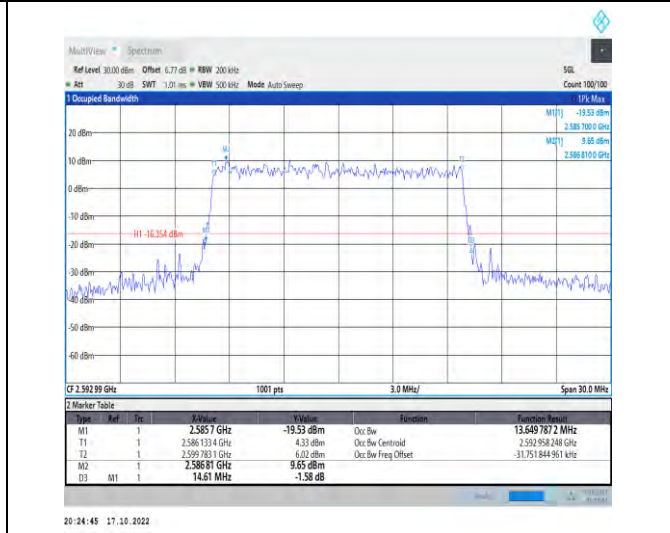 MultiView Spectrum
Ref Level 30.00 dBm Offset 6.77 dB RBW 200 kHz SGL
Att 30 dB SWT 1.01 ms VBW 500 kHz Mode Auto Sweep Count 100/100
1 Occupied Bandwidth 1Pk Max
M1[1] -19.53 dBm
2.585 700 0 GHz
20 dBm
M2[1] 9.65 dBm
2.586 810 0 GHz
M2
10 dBm
T1
0 dBm
-10 dBm
H1 -16.354 dBm
-20 dBm
-30 dBm
-40 dBm
-50 dBm
-60 dBm
CF 2.592 99 GHz 1001 pts 3.0 MHz/ Span 30.0 MHz
2 Marker Table
Type Ref Trc X-Value Y-Value Function Function Result
M1 1 2.585 7 GHz -19.53 dBm Occ Bw 13.649 787 2 MHz
T1 1 2.586 133 4 GHz 4.33 dBm Occ Bw Centroid 2.592 958 248 GHz
T2 1 2.599 783 1 GHz 6.02 dBm Occ Bw Freq Offset -31.751 844 961 kHz
M2 1 2.586 81 GHz 9.65 dBm
D3 M1 1 14.61 MHz -1.58 dB
20:24:45 17.10.2022